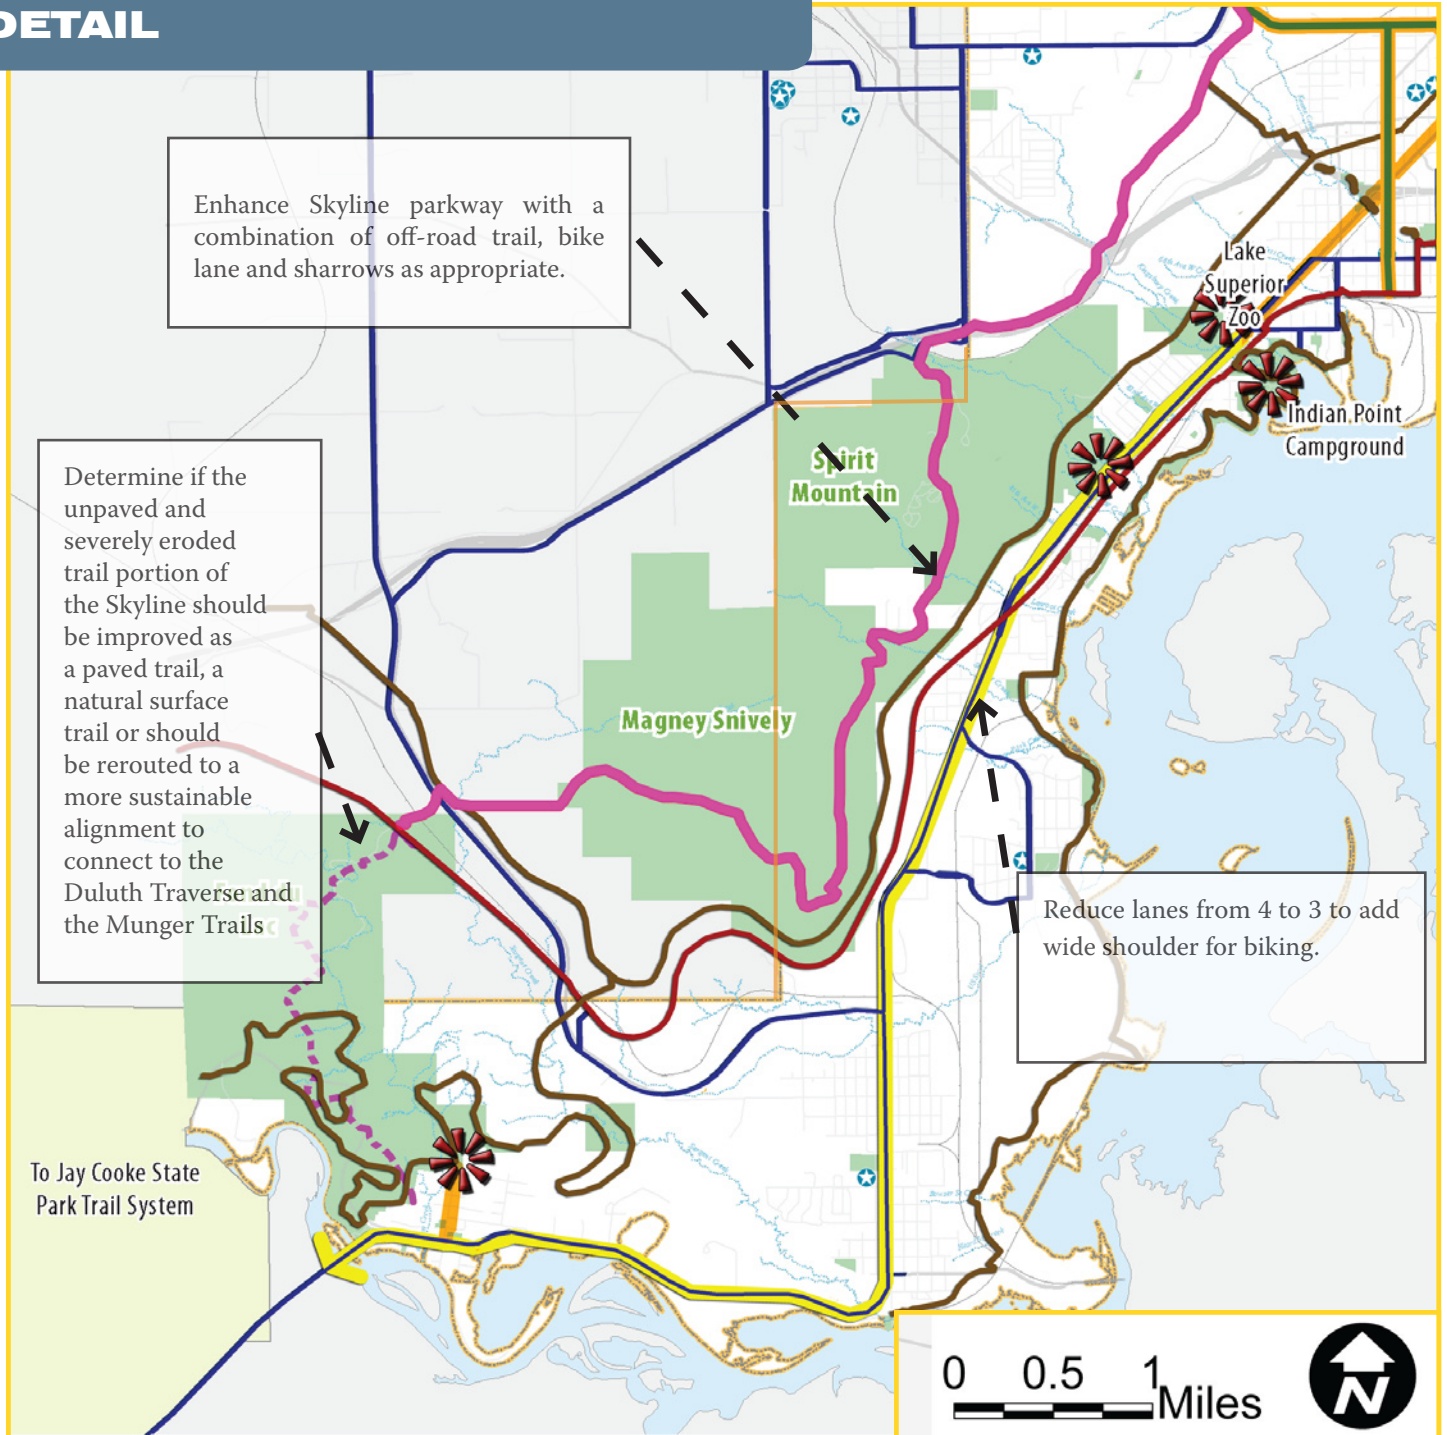 DETAIL
Enhance Skyline parkway with a
combination of off-road trail, bike
lane and sharrows as appropriate.
Lake
Superior
Zoo
Indian Point
Campground
Spirit
Mountain
Determine if the
unpaved and
severely eroded
trail portion of
the Skyline should
be improved as
a paved trail, a
natural surface
trail or should
be rerouted to a
more sustainable
alignment to
connect to the
Duluth Traverse and
the Munger Trails
Magney Snively
Reduce lanes from 4 to 3 to add
wide shoulder for biking.
To Jay Cooke State
Park Trail System
0 0.5 1
Miles
N